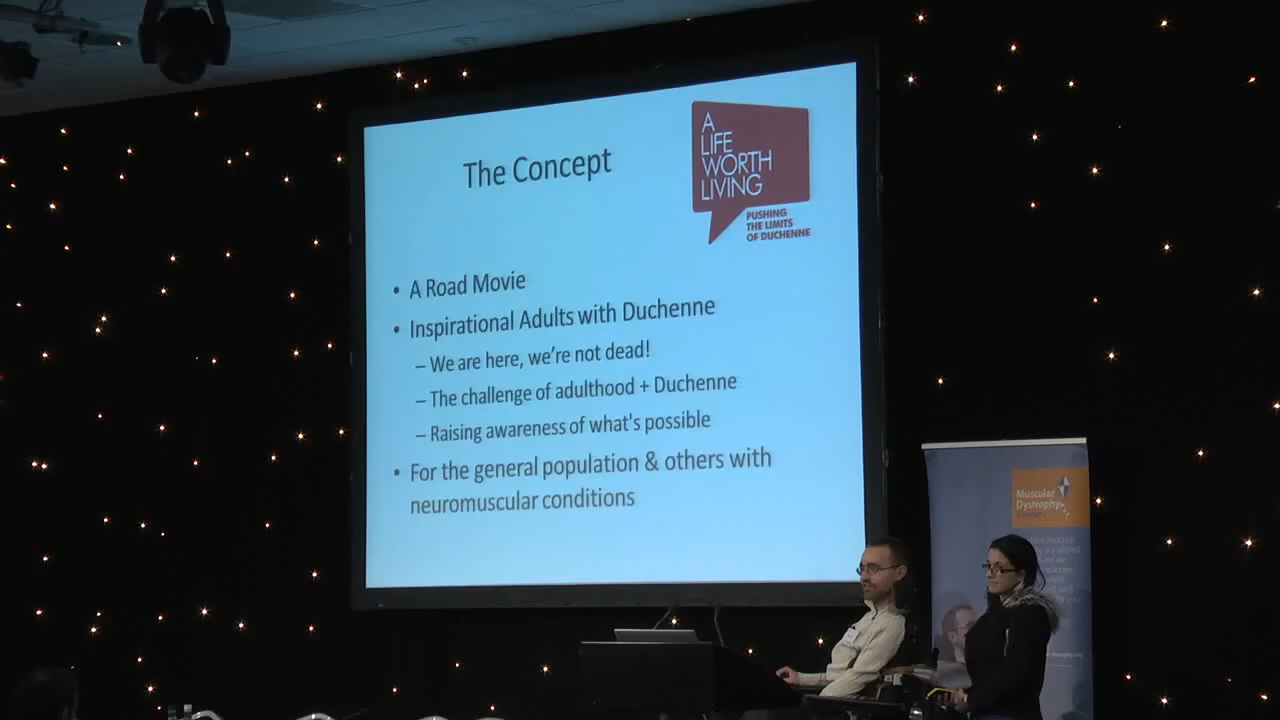 The Concept
A
LIFE
WORTH
LIVING
PUSHING
THE LIMITS
OF DUCHENNE
• A Road Movie
• Inspirational Adults with Duchenne
– We are here, we're not dead!
– The challenge of adulthood + Duchenne
– Raising awareness of what's possible
• For the general population & others with
neuromuscular conditions
Muscular
Dystrophy